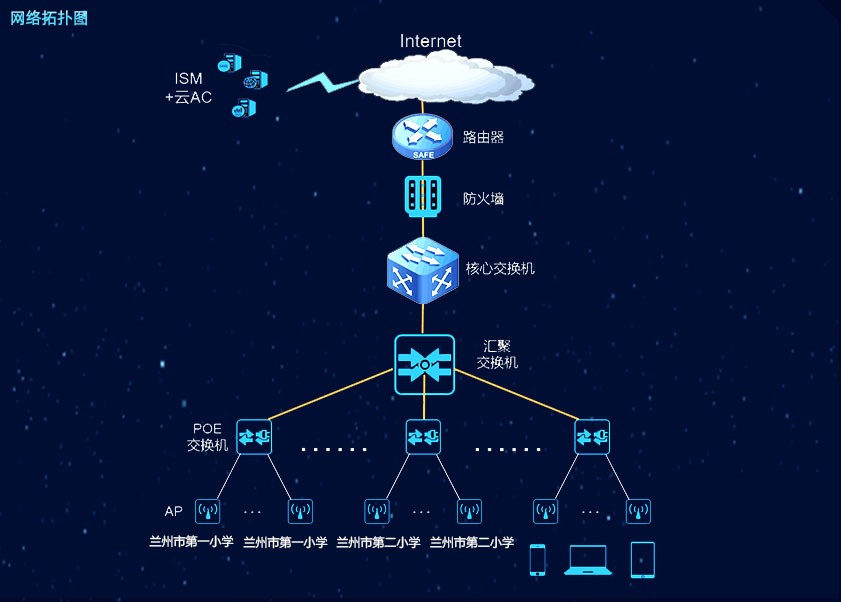 网络拓扑图
Internet
ISM
+云AC
路由器
SAFE
防火墙
核心交换机
汇聚
交换机
POE
交换机
......
......
AP
...
...
...
兰州市第一小学
兰州市第一小学
兰州市第二小学
兰州市第二小学